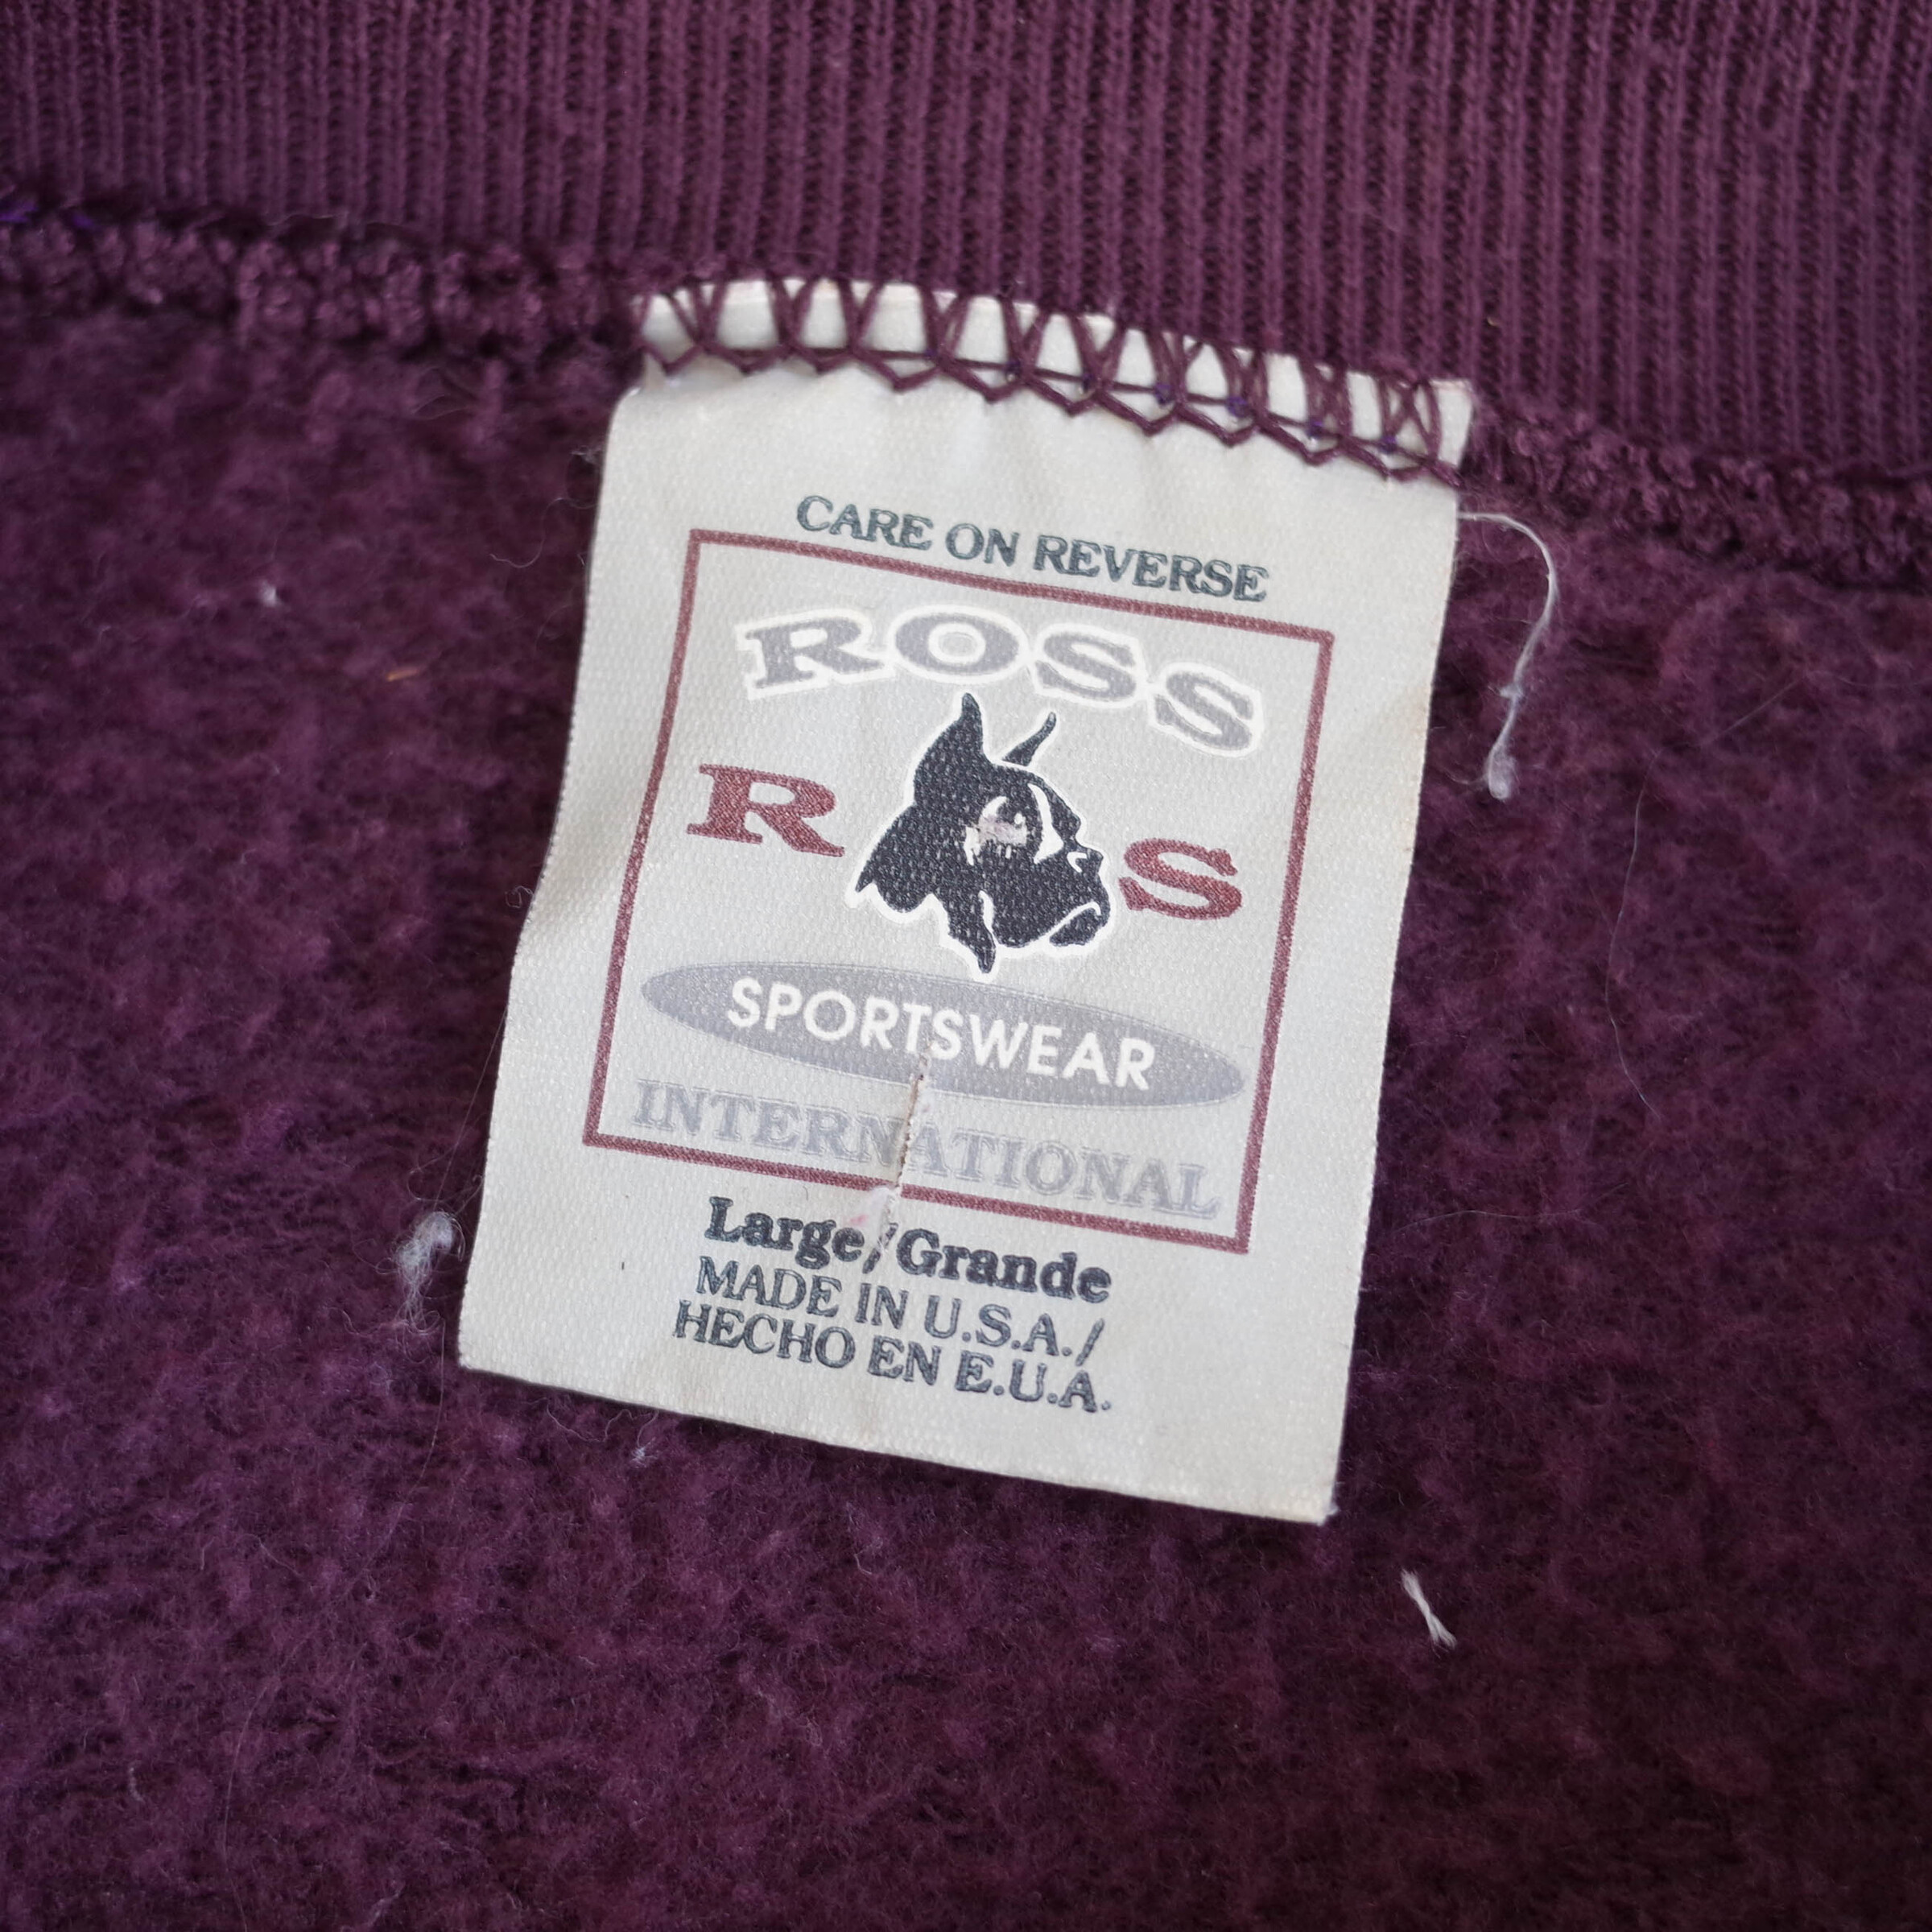 CARE ON REVERSE
ROSS
R S
SPORTSWEAR
INTERNATIONAL
Large/Grande
MADE IN U.S.A./
HECHO EN E.U.A.